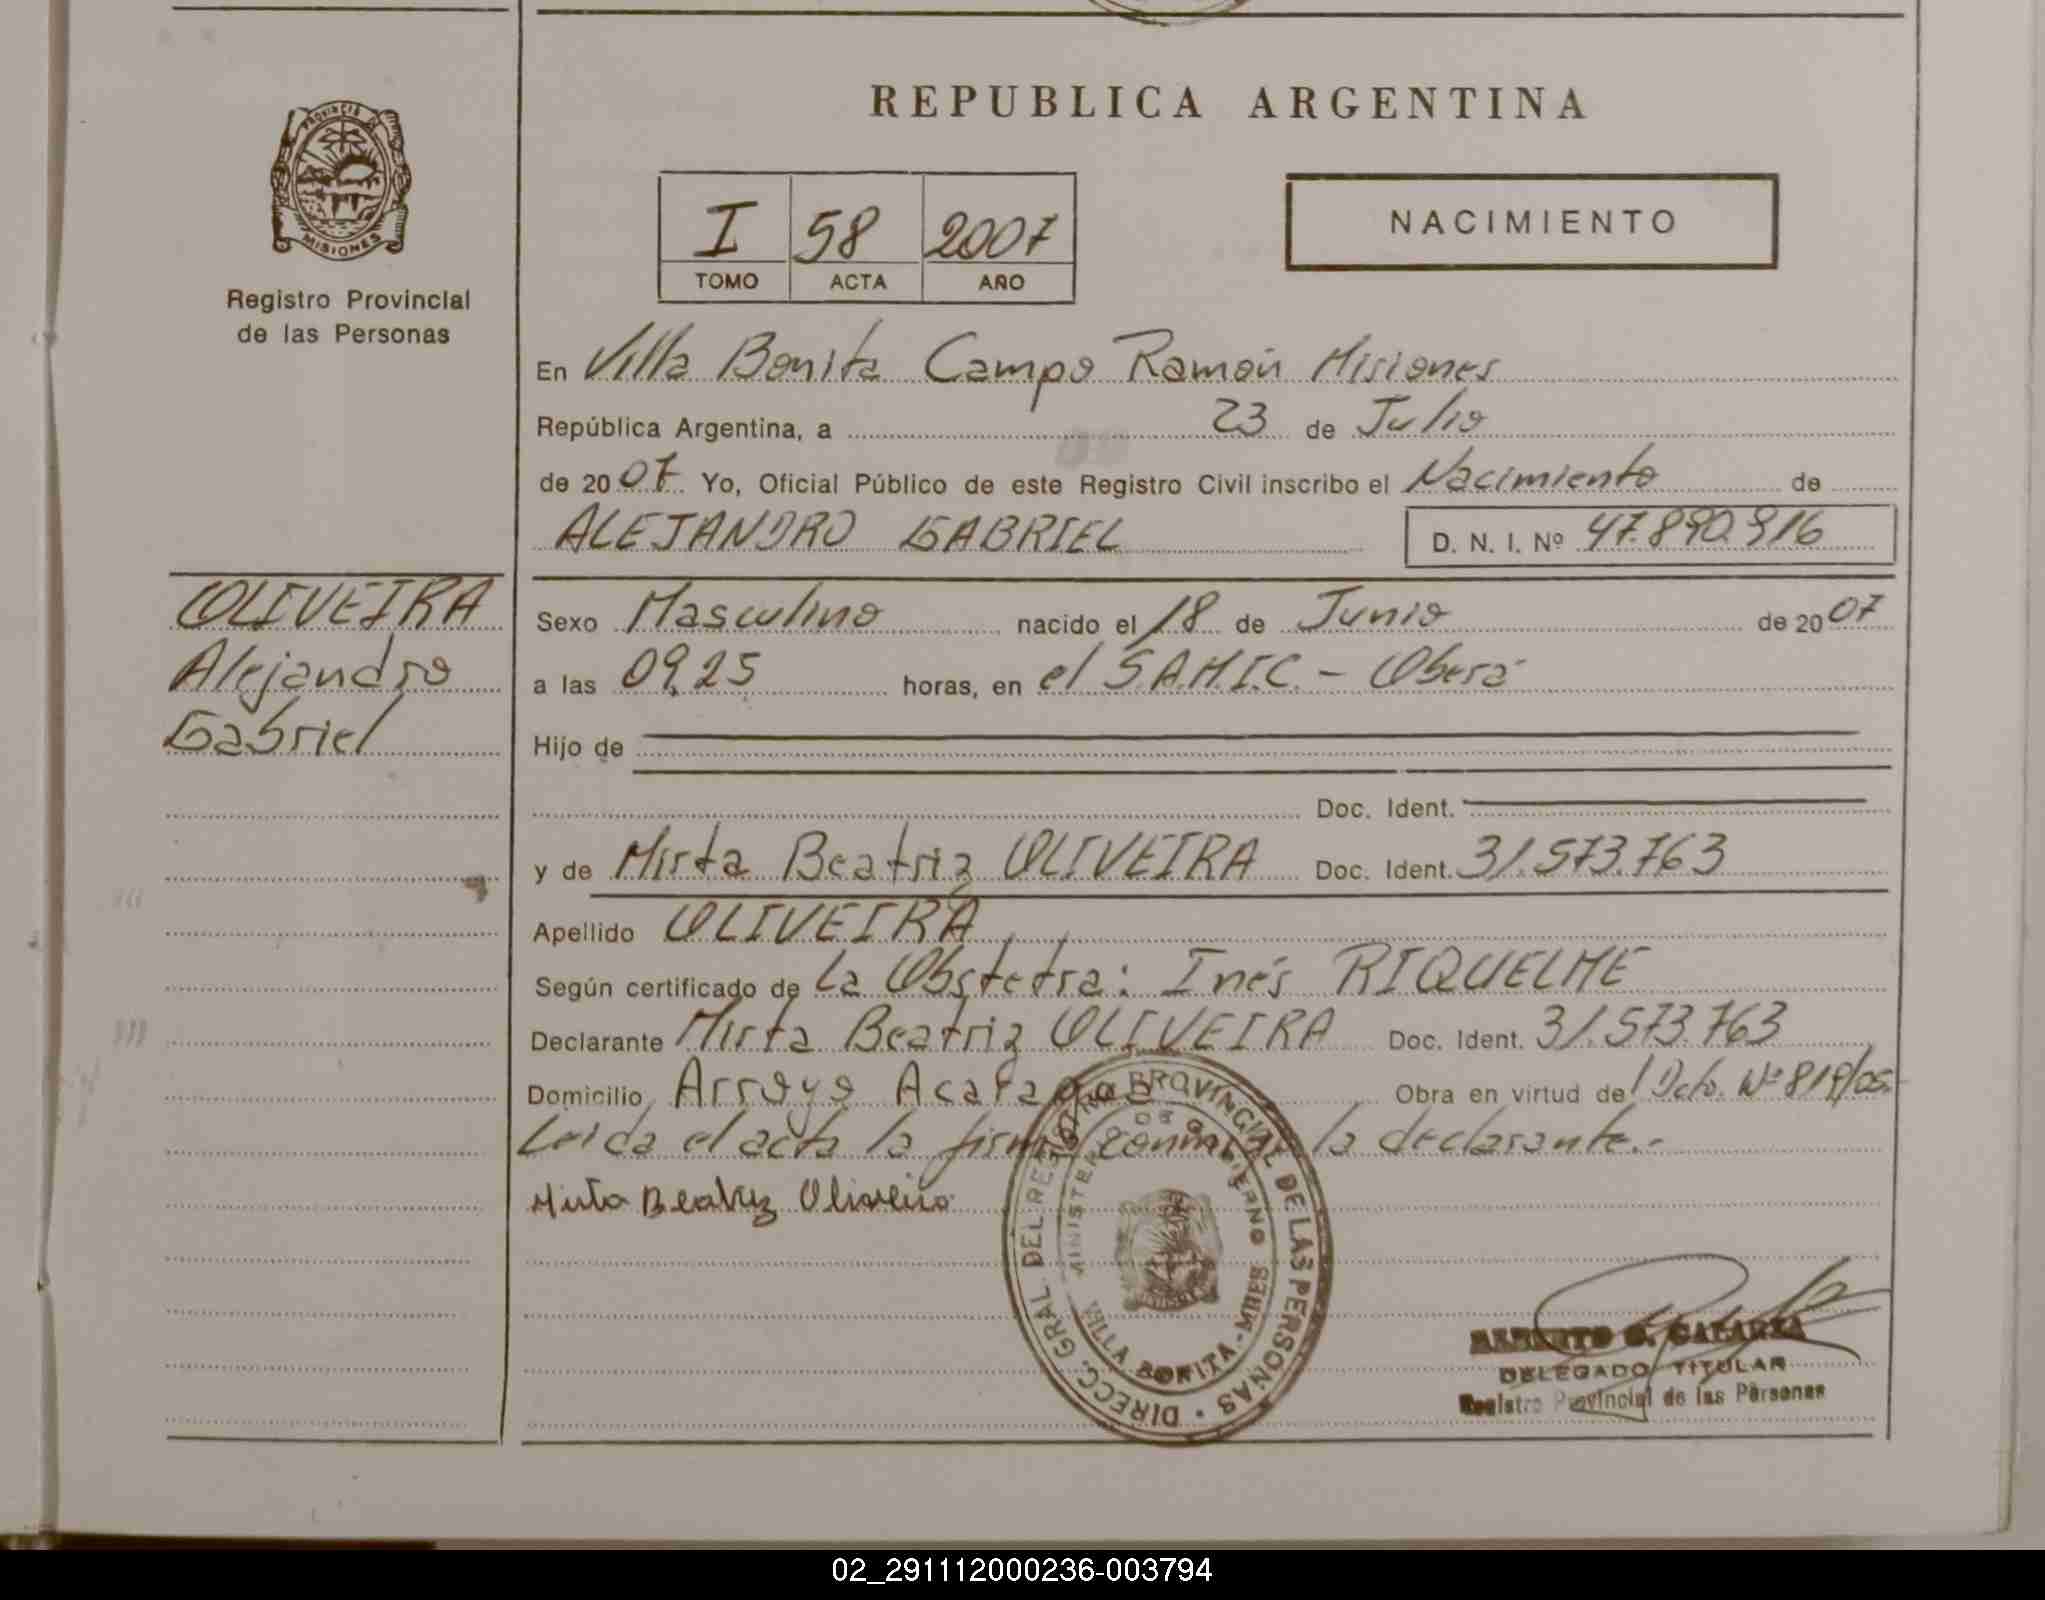 REPUBLICA ARGENTINA
PROVINCIA
MISIONES
Registro Provincial
de las Personas
I 58 2007
TOMO ACTA AÑO
NACIMIENTO
En Villa Bonita Campo Ramón Misiones
República Argentina, a 23 de Julio
de 2007 Yo, Oficial Público de este Registro Civil inscribo el Nacimiento de
ALEJANDRO GABRIEL D. N. I. Nº 47.890.916
OLIVEIRA
Alejandro
Gabriel
Sexo Masculino nacido el 18 de Junio de 2007
a las 09,25 horas, en el S.A.M.I.C. - Oberá
Hijo de
Doc. Ident.
y de Mirta Beatriz OLIVEIRA Doc. Ident. 31.573.763
Apellido OLIVEIRA
Según certificado de La Obstetra: Inés RIQUELME
Declarante Mirta Beatriz OLIVEIRA Doc. Ident. 31.573.763
Domicilio Arroyo Acaragua Obra en virtud de Dcto. Nº 819/05.-
Leida el acta la firma conmigo la declarante.-
Mirta Beatriz Oliveira
DIRECC. GRAL DEL REGISTRO PROVINCIAL DE LAS PERSONAS
MINISTERIO DE GOBIERNO
VILLA BONITA - MNES
DELEGADO TITULAR
Registro Provincial de las Personas
02_291112000236-003794